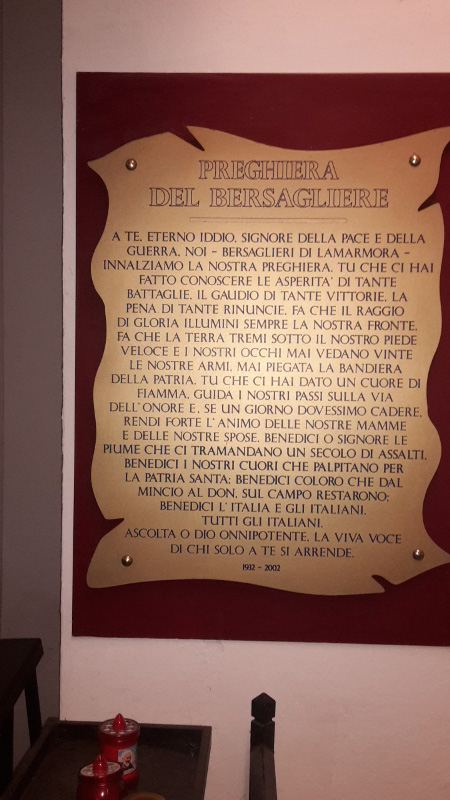 PREGHIERA
DEL BERSAGLIERE
A TE, ETERNO IDDIO, SIGNORE DELLA PACE E DELLA
GUERRA, NOI - BERSAGLIERI DI LAMARMORA -
INNALZIAMO LA NOSTRA PREGHIERA. TU CHE CI HAI
FATTO CONOSCERE LE ASPERITA' DI TANTE
BATTAGLIE, IL GAUDIO DI TANTE VITTORIE, LA
PENA DI TANTE RINUNCIE, FA CHE IL RAGGIO
DI GLORIA ILLUMINI SEMPRE LA NOSTRA FRONTE,
FA CHE LA TERRA TREMI SOTTO IL NOSTRO PIEDE
VELOCE E I NOSTRI OCCHI MAI VEDANO VINTE
LE NOSTRE ARMI, MAI PIEGATA LA BANDIERA
DELLA PATRIA. TU CHE CI HAI DATO UN CUORE DI
FIAMMA, GUIDA I NOSTRI PASSI SULLA VIA
DELL'ONORE E, SE UN GIORNO DOVESSIMO CADERE,
RENDI FORTE L'ANIMO DELLE NOSTRE MAMME
E DELLE NOSTRE SPOSE. BENEDICI O SIGNORE LE
PIUME CHE CI TRAMANDANO UN SECOLO DI ASSALTI,
BENEDICI I NOSTRI CUORI CHE PALPITANO PER
LA PATRIA SANTA; BENEDICI COLORO CHE DAL
MINCIO AL DON, SUL CAMPO RESTARONO;
BENEDICI L'ITALIA E GLI ITALIANI,
TUTTI GLI ITALIANI.
ASCOLTA O DIO ONNIPOTENTE, LA VIVA VOCE
DI CHI SOLO A TE SI ARRENDE.
1932 - 2002